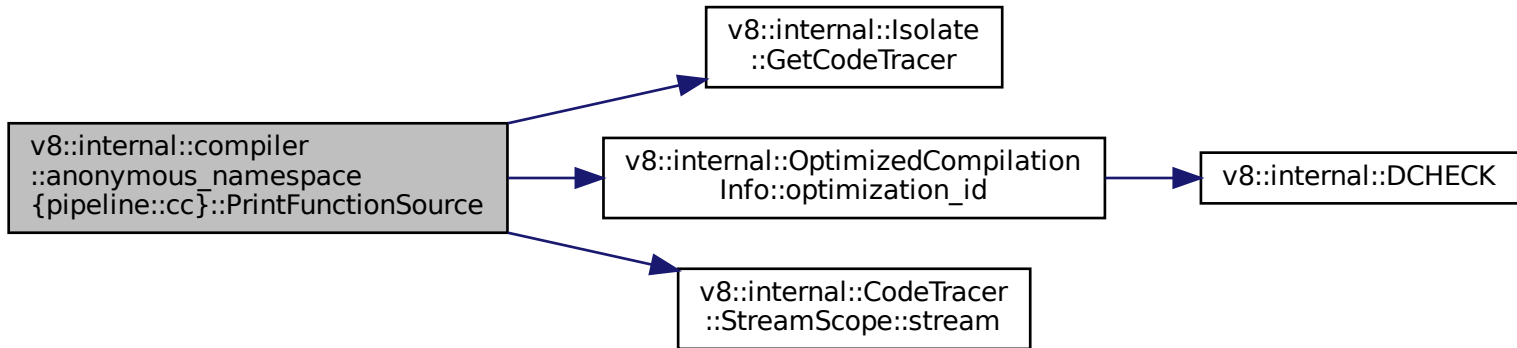 v8::internal::compiler
::anonymous_namespace
{pipeline::cc}::PrintFunctionSource
v8::internal::Isolate
::GetCodeTracer
v8::internal::OptimizedCompilation
Info::optimization_id
v8::internal::DCHECK
v8::internal::CodeTracer
::StreamScope::stream